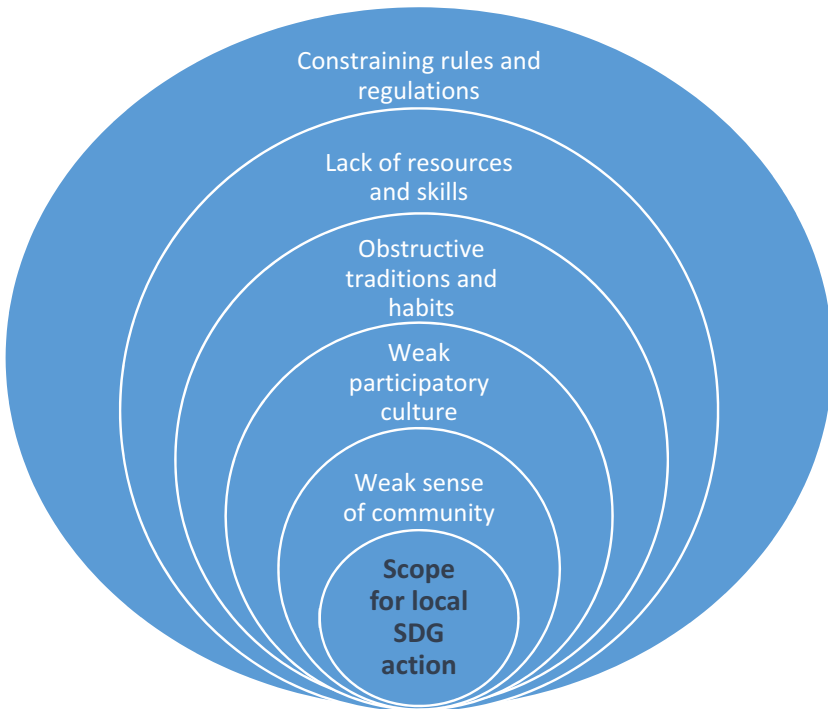 Constraining rules and
regulations
Lack of resources
and skills
Obstructive
traditions and
habits
Weak
participatory
culture
Weak sense
of community
Scope
for local
SDG
action